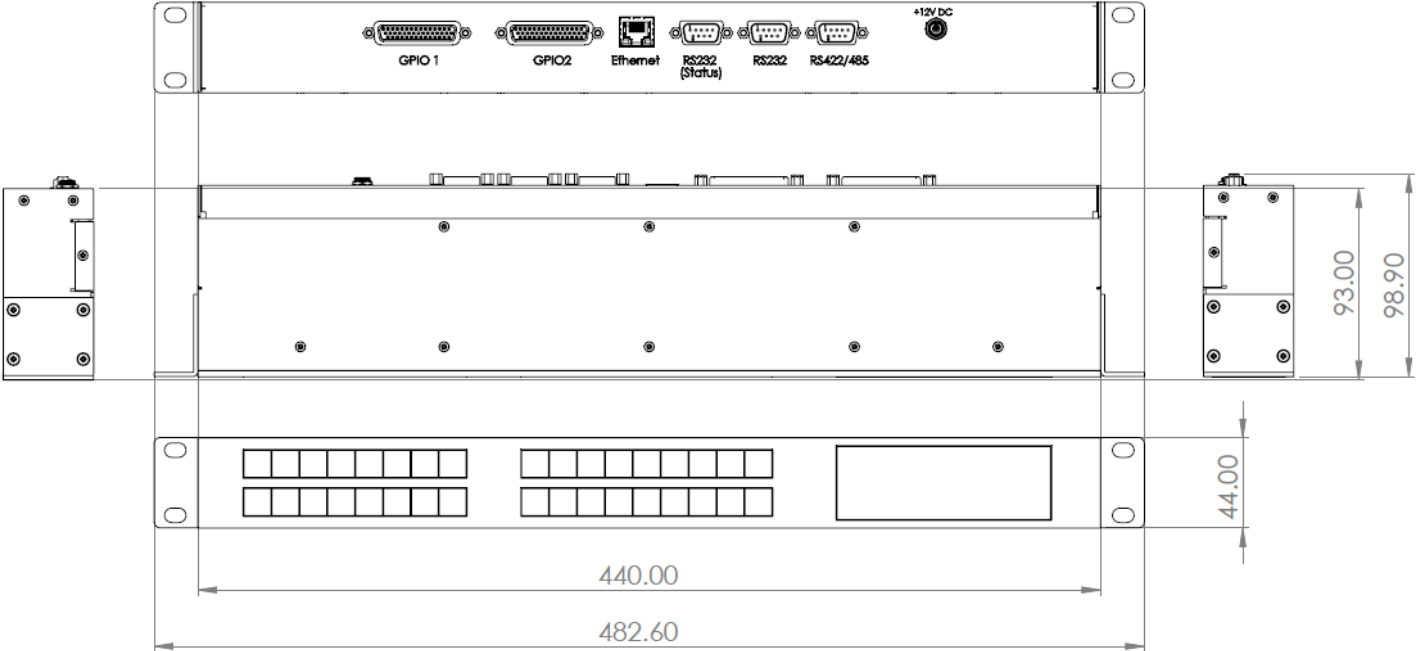 +12V DC
GPIO 1 GPIO2 Ethernet RS232 RS232 RS422/485
(Status)
93.00
98.90
44.00
440.00
482.60